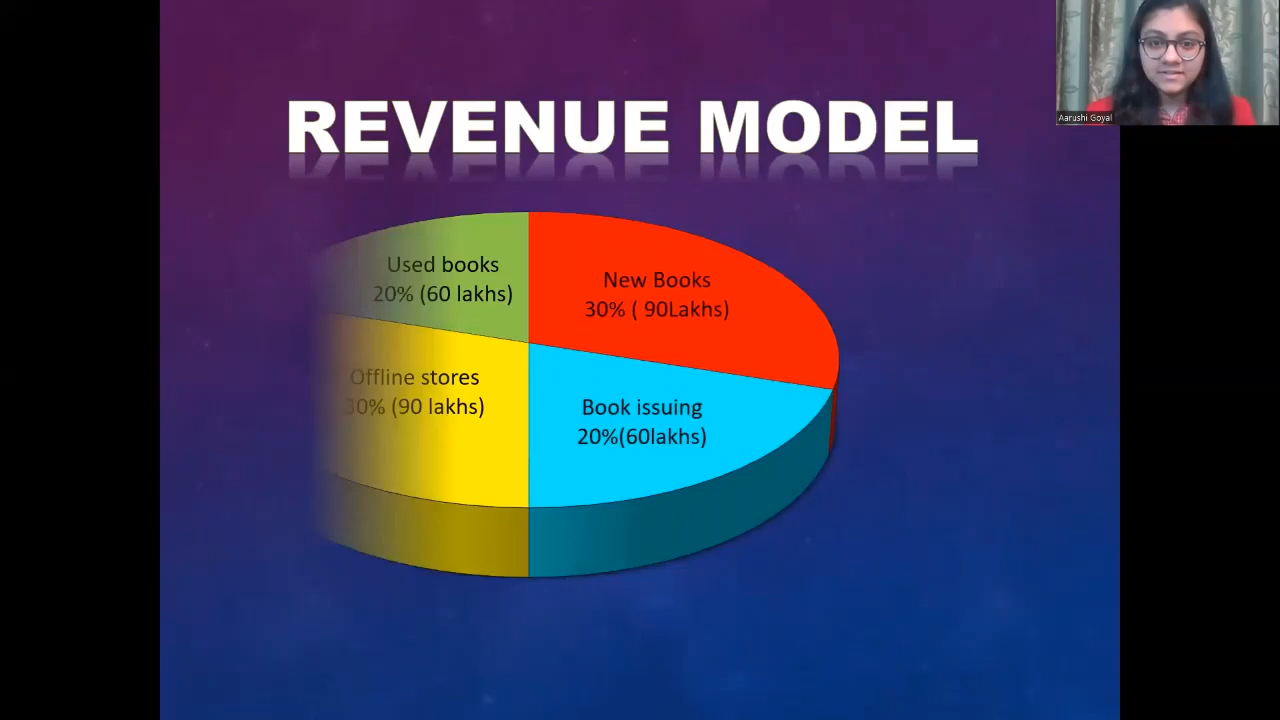 Aarushi Goyal
REVENUE MODEL
Used books
20% (60 lakhs)
New Books
30% ( 90Lakhs)
Offline stores
30% (90 lakhs)
Book issuing
20%(60lakhs)